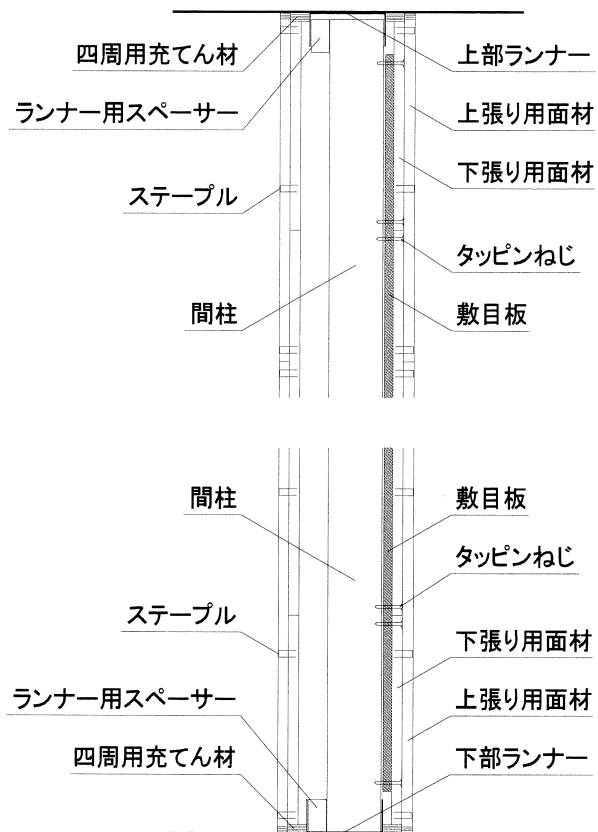 四周用充てん材
上部ランナー
ランナー用スペーサー
上張り用面材
下張り用面材
ステープル
タッピンねじ
間柱
敷目板
間柱
敷目板
タッピンねじ
ステープル
下張り用面材
ランナー用スペーサー
上張り用面材
四周用充てん材
下部ランナー